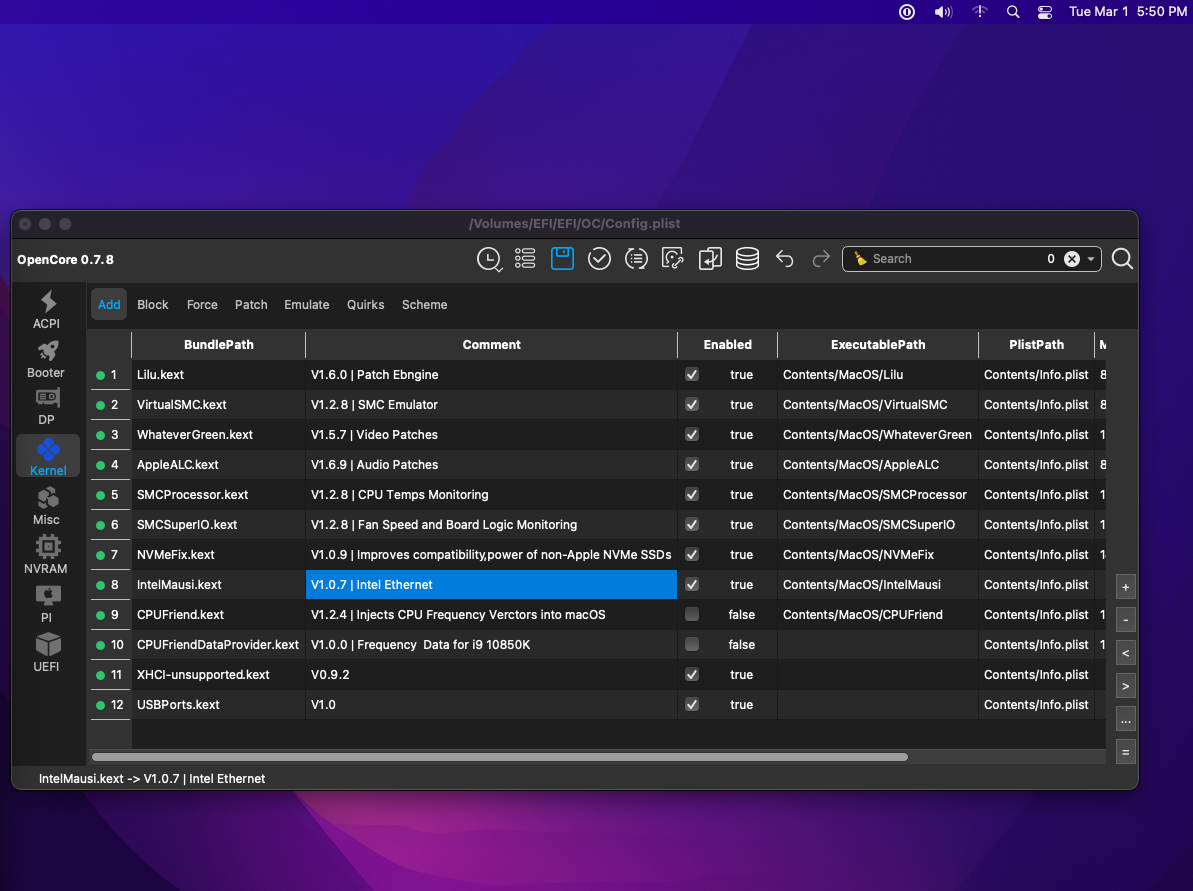 Tue Mar 1 5:50 PM
/Volumes/EFI/EFI/OC/Config.plist
OpenCore 0.7.8
Search 0
ACPI
Booter
DP
Kernel
Misc
NVRAM
PI
UEFI
Add Block Force Patch Emulate Quirks Scheme
BundlePath Comment Enabled ExecutablePath PlistPath M
1 Lilu.kext V1.6.0 | Patch Ebngine true Contents/MacOS/Lilu Contents/Info.plist 8
2 VirtualSMC.kext V1.2.8 | SMC Emulator true Contents/MacOS/VirtualSMC Contents/Info.plist 8
3 WhateverGreen.kext V1.5.7 | Video Patches true Contents/MacOS/WhateverGreen Contents/Info.plist 1
4 AppleALC.kext V1.6.9 | Audio Patches true Contents/MacOS/AppleALC Contents/Info.plist 8
5 SMCProcessor.kext V1.2.8 | CPU Temps Monitoring true Contents/MacOS/SMCProcessor Contents/Info.plist 1
6 SMCSuperIO.kext V1.2.8 | Fan Speed and Board Logic Monitoring true Contents/MacOS/SMCSuperIO Contents/Info.plist 1
7 NVMeFix.kext V1.0.9 | Improves compatibility,power of non-Apple NVMe SSDs true Contents/MacOS/NVMeFix Contents/Info.plist 1
8 IntelMausi.kext V1.0.7 | Intel Ethernet true Contents/MacOS/IntelMausi Contents/Info.plist 1
9 CPUFriend.kext V1.2.4 | Injects CPU Frequency Verctors into macOS false Contents/MacOS/CPUFriend Contents/Info.plist 1
10 CPUFriendDataProvider.kext V1.0.0 | Frequency  Data for i9 10850K false Contents/Info.plist
11 XHCI-unsupported.kext V0.9.2 true Contents/Info.plist
12 USBPorts.kext V1.0 true Contents/Info.plist
+
-
<
>
...
=
IntelMausi.kext -> V1.0.7 | Intel Ethernet